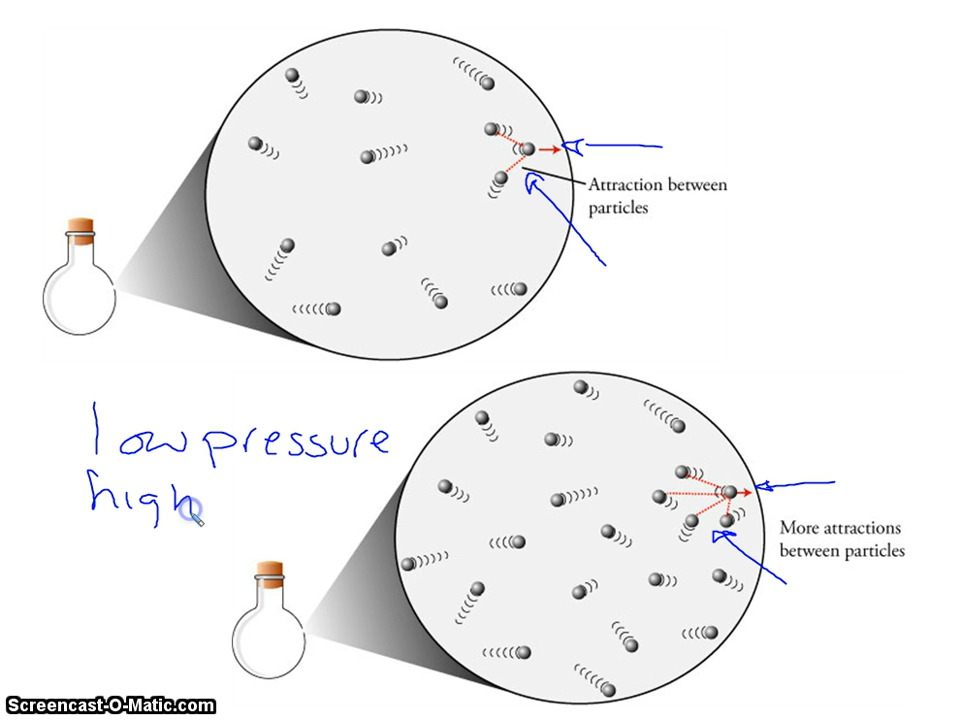 Attraction between
particles
low pressure
high
More attractions
between particles
Screencast-O-Matic.com